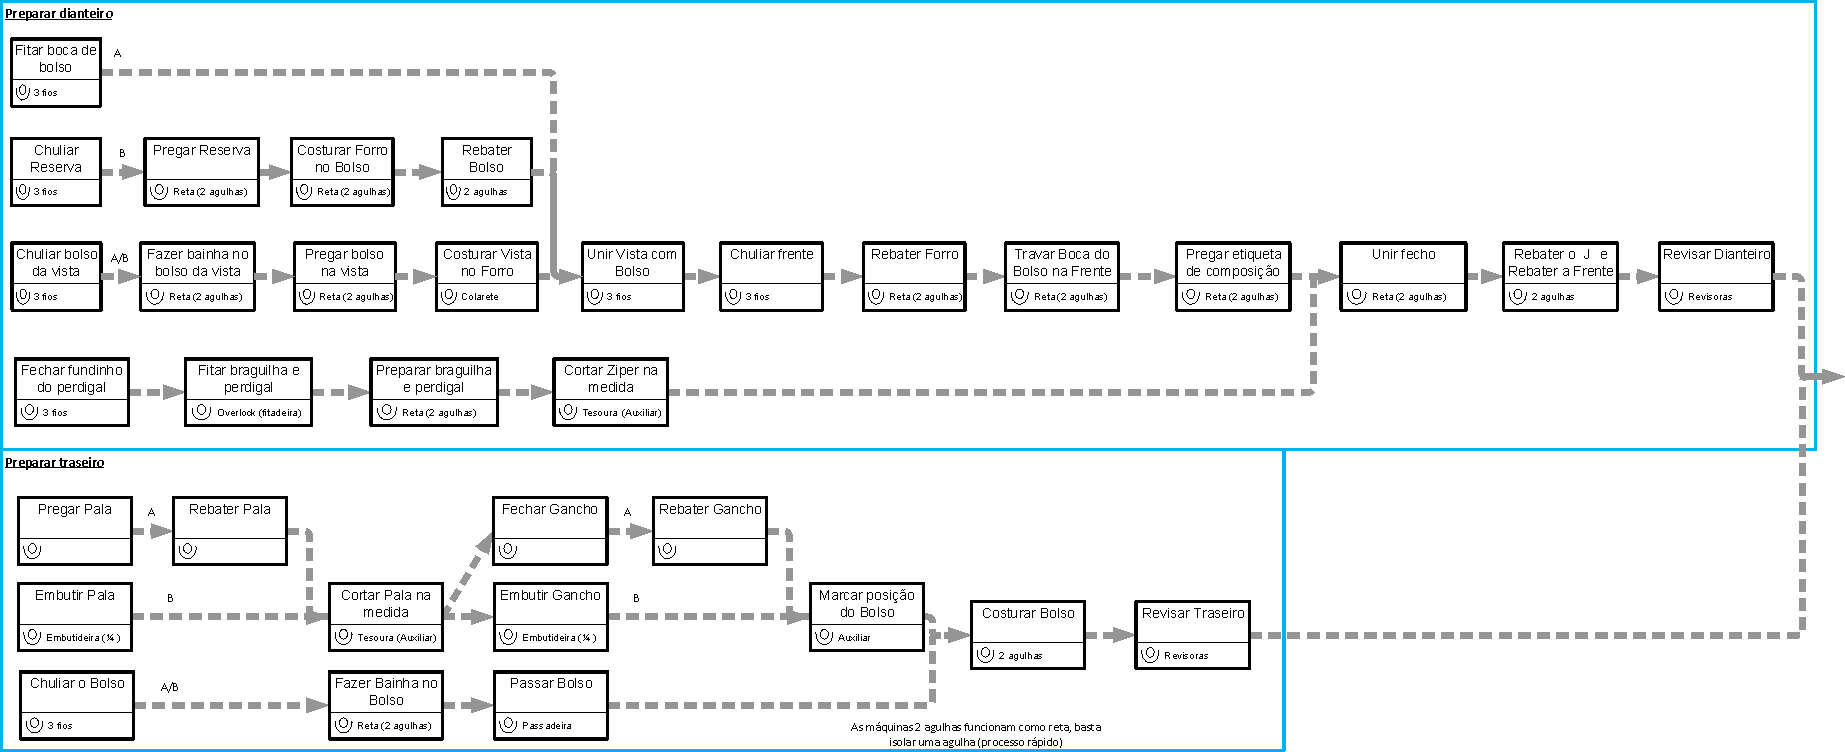 Preparar dianteiro
Fitar boca de
bolso
3 fios
A
Chuliar
Reserva
3 fios
B
Pregar Reserva
Reta (2 agulhas)
Costurar Forro
no Bolso
Reta (2 agulhas)
Rebater
Bolso
2 agulhas
Chuliar bolso
da vista
3 fios
A/B
Fazer bainha no
bolso da vista
Reta (2 agulhas)
Pregar bolso
na vista
Reta (2 agulhas)
Costurar Vista
no Forro
Colarete
Unir Vista com
Bolso
3 fios
Chuliar frente
3 fios
Rebater Forro
Reta (2 agulhas)
Travar Boca do
Bolso na Frente
Reta (2 agulhas)
Pregar etiqueta
de composição
Reta (2 agulhas)
Unir fecho
Reta (2 agulhas)
Rebater o J e
Rebater a Frente
2 agulhas
Revisar Dianteiro
Revisoras
Fechar fundinho
do perdigal
3 fios
Fitar braguilha e
perdigal
Overlock (fitadeira)
Preparar braguilha
e perdigal
Reta (2 agulhas)
Cortar Ziper na
medida
Tesoura (Auxiliar)
Preparar traseiro
Pregar Pala
A
Rebater Pala
Fechar Gancho
A
Rebater Gancho
Embutir Pala
Embutideira (¼)
B
Cortar Pala na
medida
Tesoura (Auxiliar)
Embutir Gancho
Embutideira (¼)
B
Marcar posição
do Bolso
Auxiliar
Costurar Bolso
2 agulhas
Revisar Traseiro
Revisoras
Chuliar o Bolso
3 fios
A/B
Fazer Bainha no
Bolso
Reta (2 agulhas)
Passar Bolso
Passadeira
As máquinas 2 agulhas funcionam como reta, basta
isolar uma agulha (processo rápido)